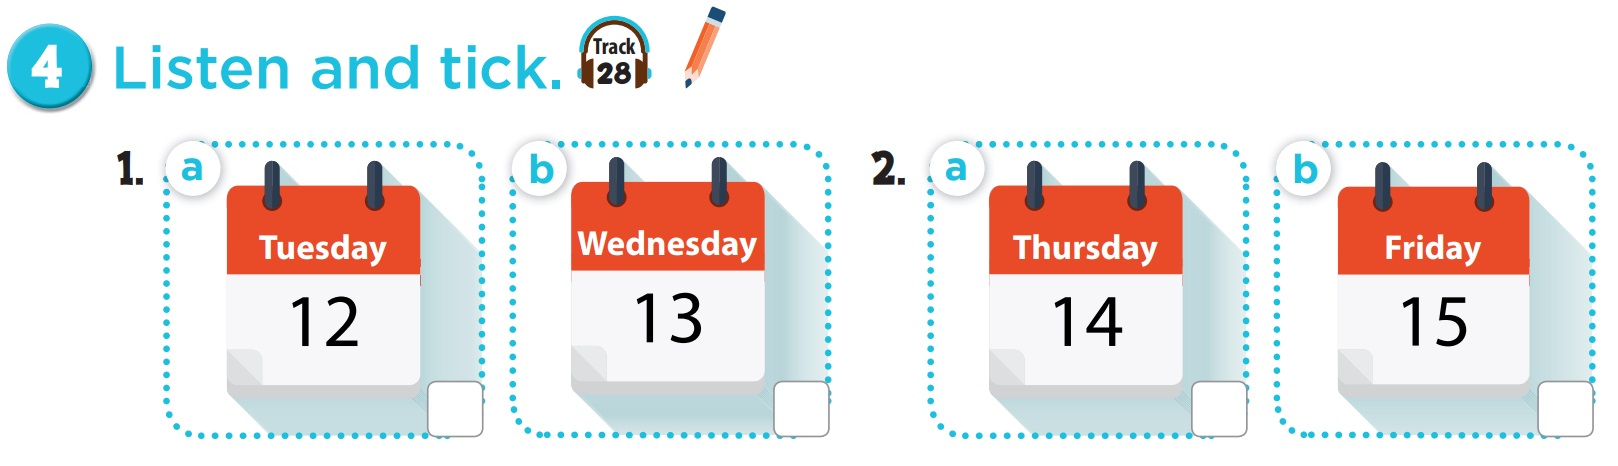 4 Listen and tick. Track 28
1. a Tuesday 12
b Wednesday 13
2. a Thursday 14
b Friday 15